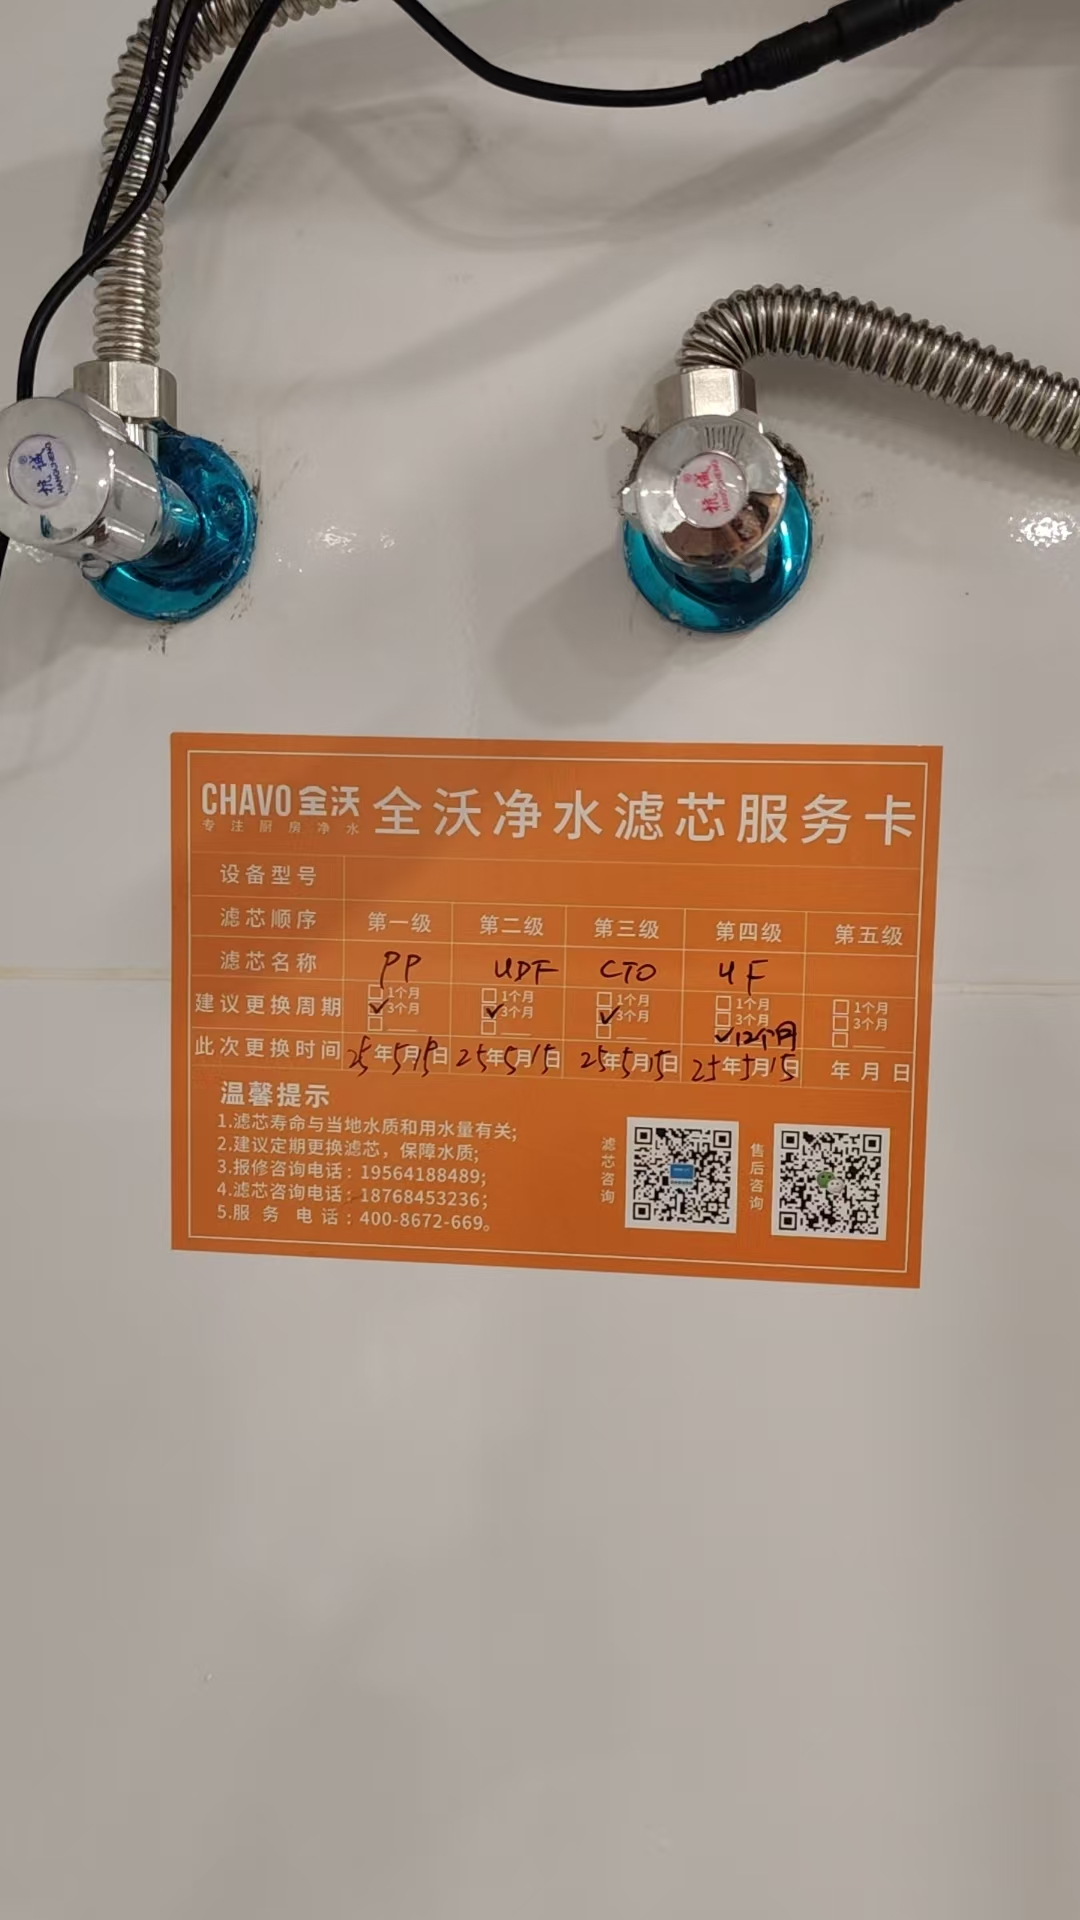 杭诚
HANGCHENG
杭诚
HANGCHENG
CHAVO 全沃 全沃净水滤芯服务卡
专注厨房净水
设备型号
滤芯顺序 第一级 第二级 第三级 第四级 第五级
滤芯名称 PP UDF CTO UF
建议更换周期 1个月 1个月 1个月 1个月 1个月
✓3个月 ✓3个月 ✓3个月 3个月 3个月
✓12个月
此次更换时间 25年5月15日 25年5月15日 25年5月15日 25年5月15日 年月日
温馨提示
1.滤芯寿命与当地水质和用水量有关;
2.建议定期更换滤芯，保障水质;
3.报修咨询电话：19564188489;
4.滤芯咨询电话：18768453236;
5.服务电话：400-8672-669。
滤芯咨询
售后咨询